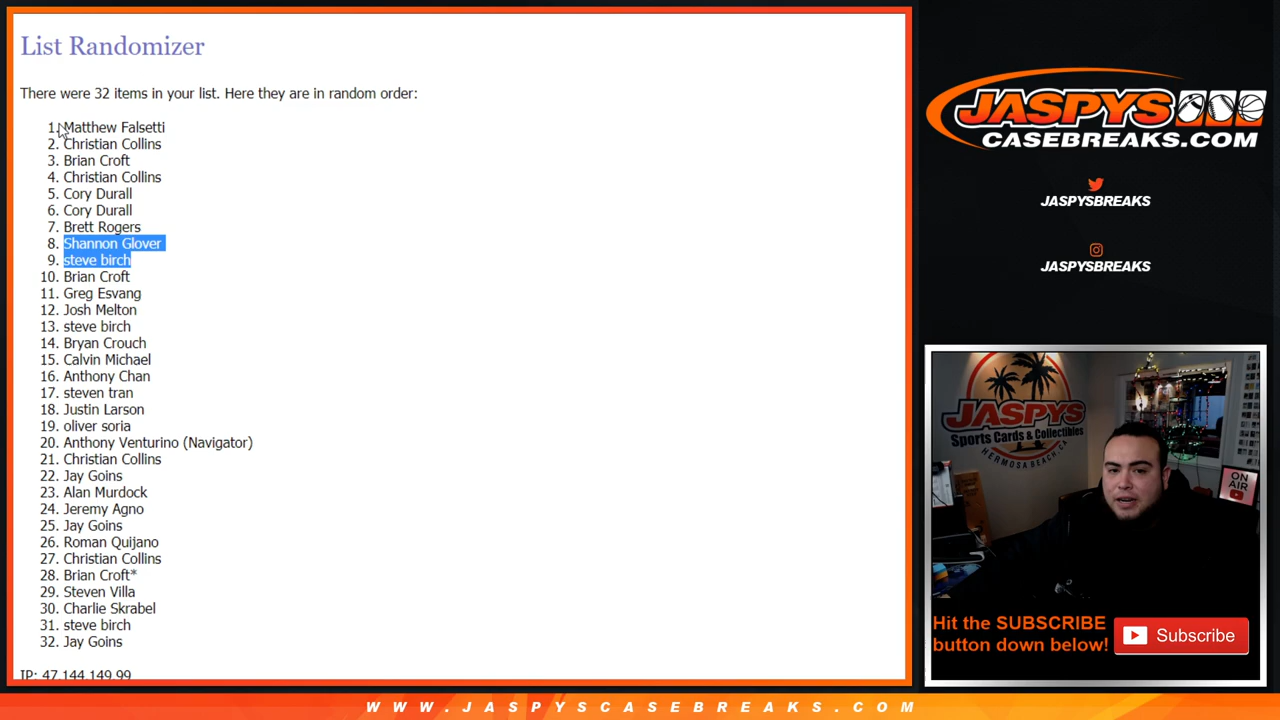 List Randomizer
There were 32 items in your list. Here they are in random order:
1. Matthew Falsetti
2. Christian Collins
3. Brian Croft
4. Christian Collins
5. Cory Durall
6. Cory Durall
7. Brett Rogers
8. Shannon Glover
9. steve birch
10. Brian Croft
11. Greg Esvang
12. Josh Melton
13. steve birch
14. Bryan Crouch
15. Calvin Michael
16. Anthony Chan
17. steven tran
18. Justin Larson
19. oliver soria
20. Anthony Venturino (Navigator)
21. Christian Collins
22. Jay Goins
23. Alan Murdock
24. Jeremy Agno
25. Jay Goins
26. Roman Quijano
27. Christian Collins
28. Brian Croft*
29. Steven Villa
30. Charlie Skrabel
31. steve birch
32. Jay Goins
IP: 47.144.149.99
JASPYS
CASEBREAKS.COM
JASPYSBREAKS
JASPYSBREAKS
JASPYS
Sports Cards & Collectibles
HERMOSA BEACH, CA
ON
AIR
Hit the SUBSCRIBE
button down below!
Subscribe
WWW.JASPYSCASEBREAKS.COM